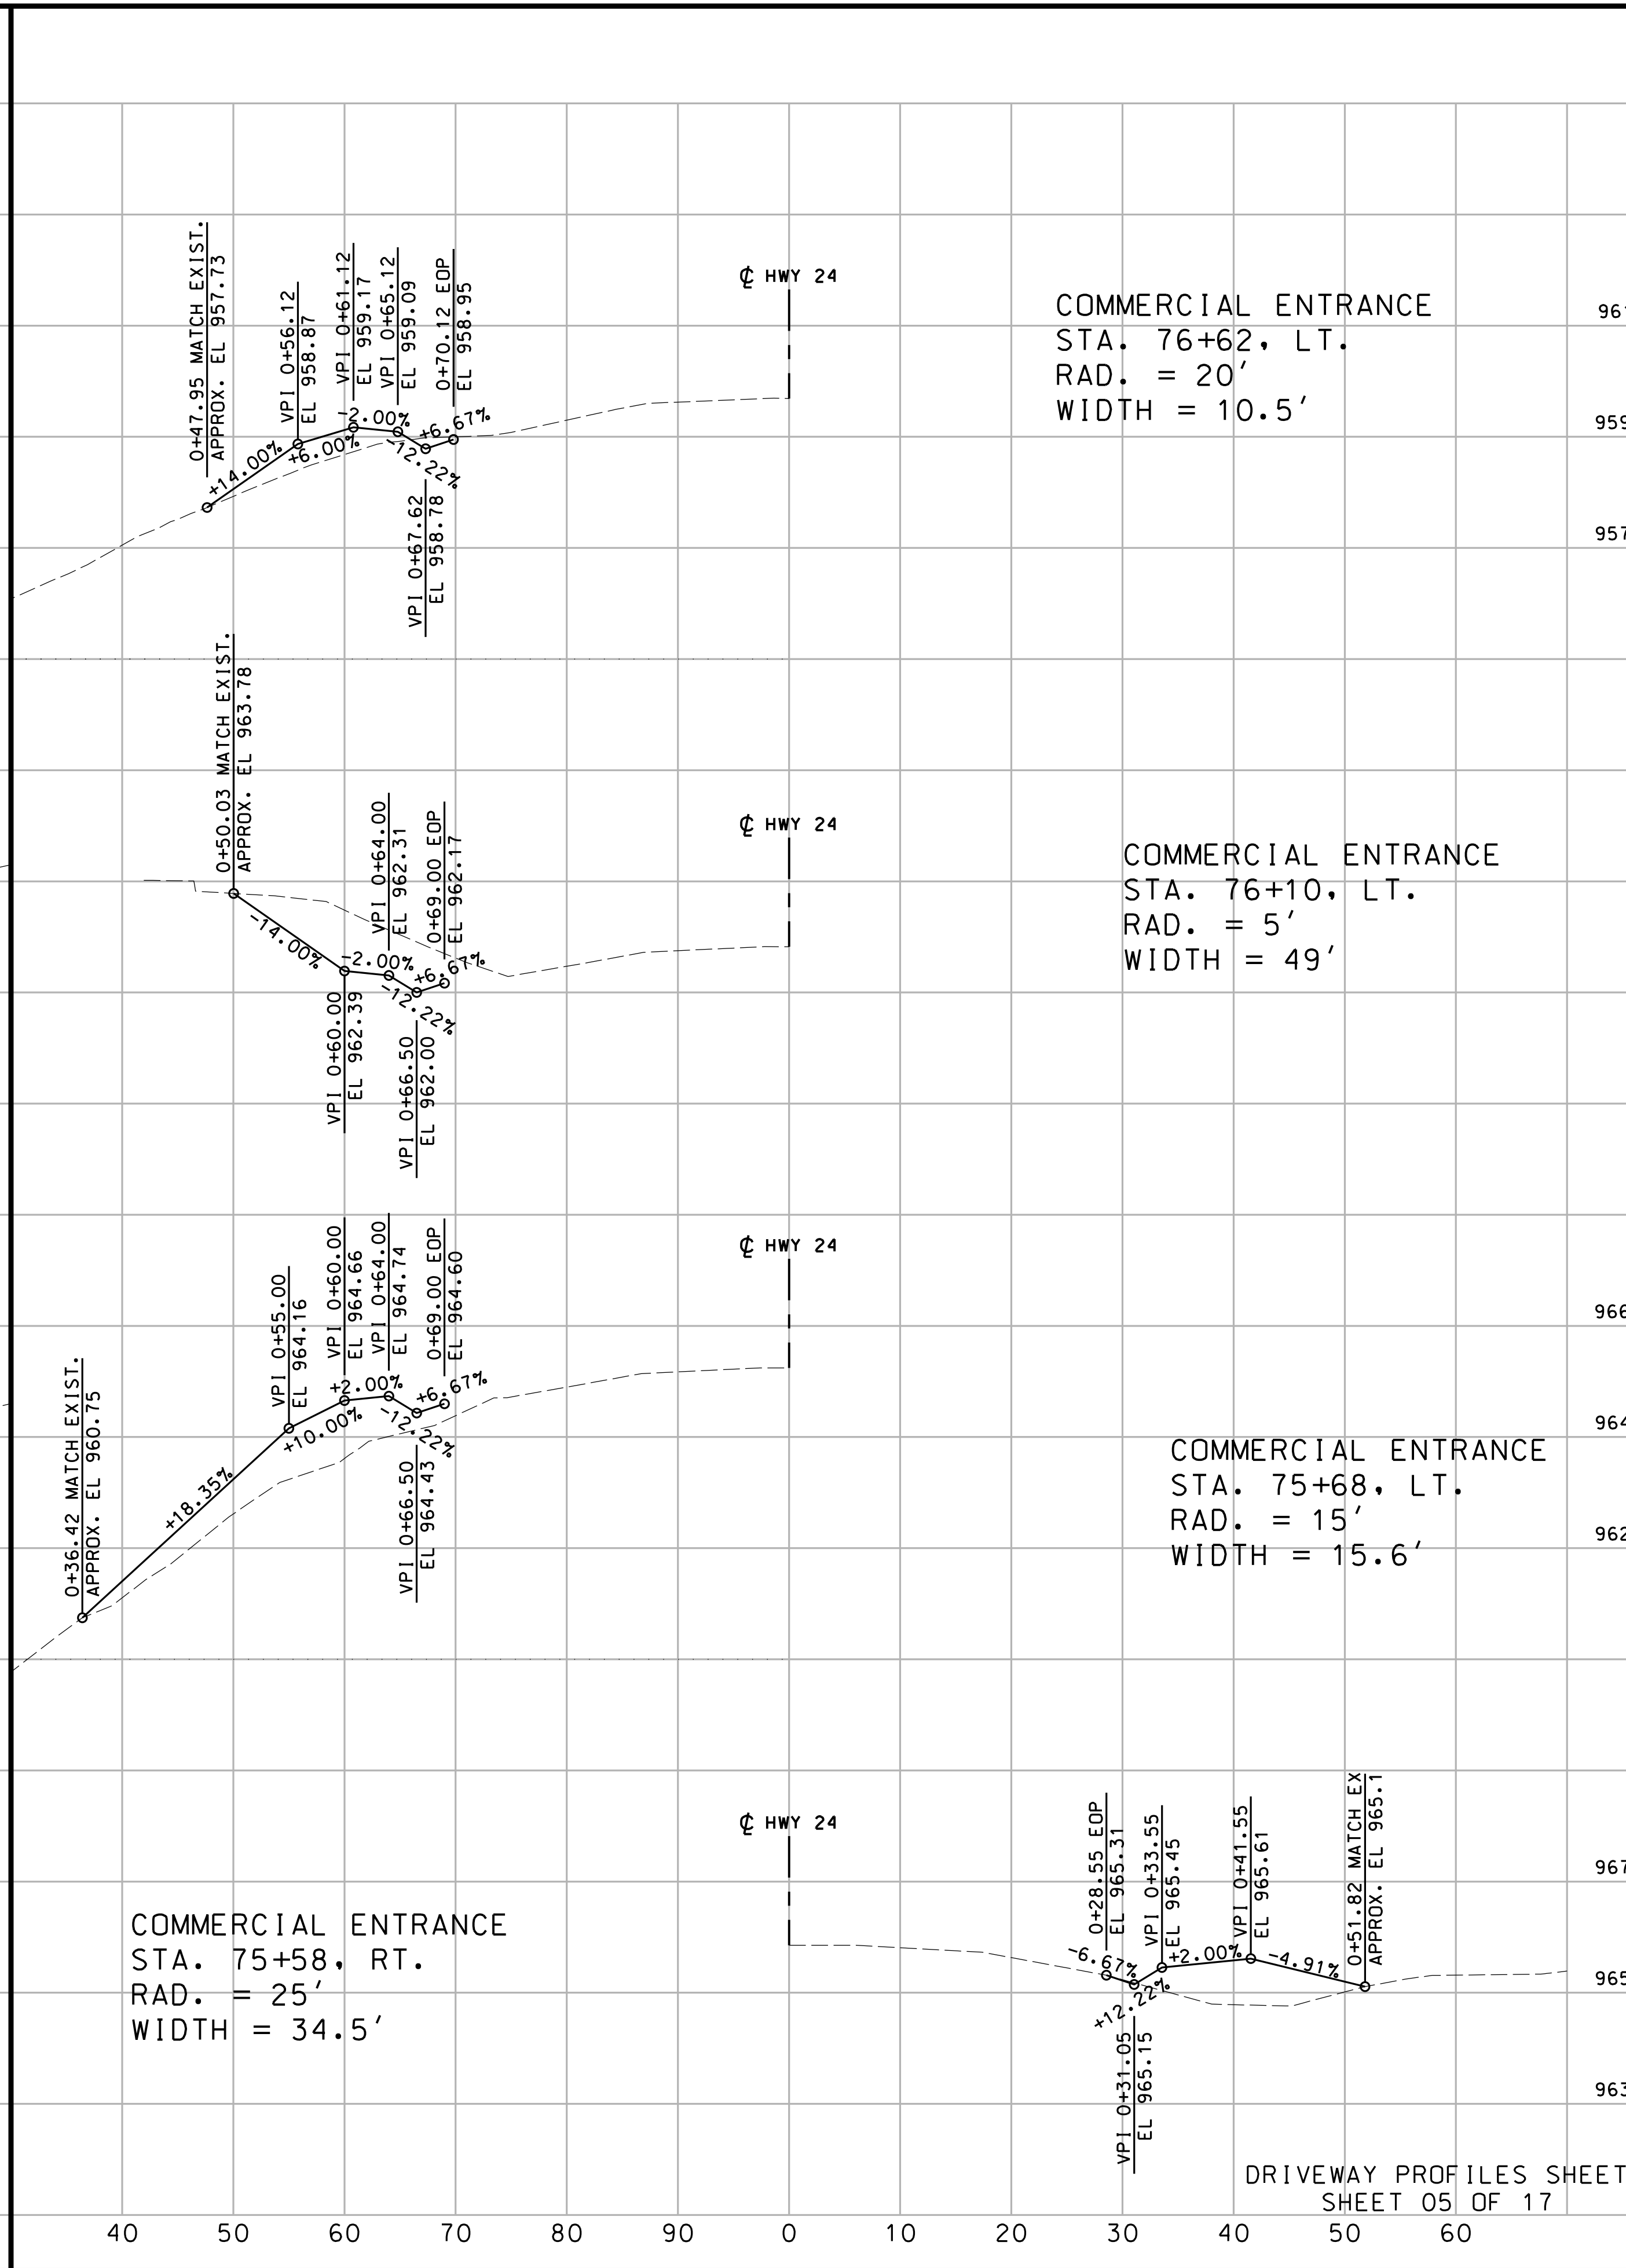 0+47.95 MATCH EXIST.
APPROX. EL 957.73
VPI 0+56.12
EL 958.87
VPI 0+61.12
EL 959.17
VPI 0+65.12
EL 959.09
0+70.12 EOP
EL 958.95
VPI 0+67.62
EL 958.78
+14.00%
+6.00%
-2.00%
-12.22%
+6.67%
℄ HWY 24
COMMERCIAL ENTRANCE
STA. 76+62, LT.
RAD. = 20'
WIDTH = 10.5'
959
957
0+50.03 MATCH EXIST.
APPROX. EL 963.78
VPI 0+60.00
EL 962.39
VPI 0+64.00
EL 962.31
VPI 0+66.50
EL 962.00
0+69.00 EOP
EL 962.17
-14.00%
-2.00%
-12.22%
+6.67%
℄ HWY 24
COMMERCIAL ENTRANCE
STA. 76+10, LT.
RAD. = 5'
WIDTH = 49'
0+36.42 MATCH EXIST.
APPROX. EL 960.75
VPI 0+55.00
EL 964.16
VPI 0+60.00
EL 964.66
VPI 0+64.00
EL 964.74
VPI 0+66.50
EL 964.43
0+69.00 EOP
EL 964.60
+18.35%
+10.00%
+2.00%
-12.22%
+6.67%
℄ HWY 24
COMMERCIAL ENTRANCE
STA. 75+68, LT.
RAD. = 15'
WIDTH = 15.6'
966
964
962
℄ HWY 24
COMMERCIAL ENTRANCE
STA. 75+58, RT.
RAD. = 25'
WIDTH = 34.5'
0+28.55 EOP
EL 965.31
VPI 0+31.05
EL 965.15
VPI 0+33.55
EL 965.45
VPI 0+41.55
EL 965.61
0+51.82 MATCH EX
APPROX. EL 965.1
-6.67%
+12.22%
+2.00%
-4.91%
967
965
963
DRIVEWAY PROFILES SHEET
SHEET 05 OF 17
40 50 60 70 80 90 0 10 20 30 40 50 60